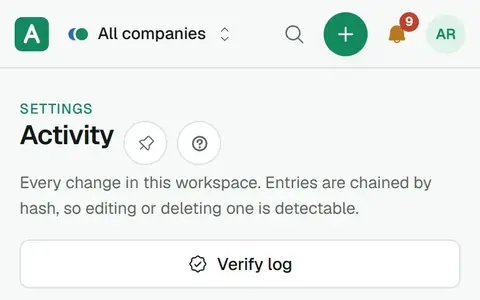 A All companies 9 AR
SETTINGS
Activity
Every change in this workspace. Entries are chained by
hash, so editing or deleting one is detectable.
Verify log